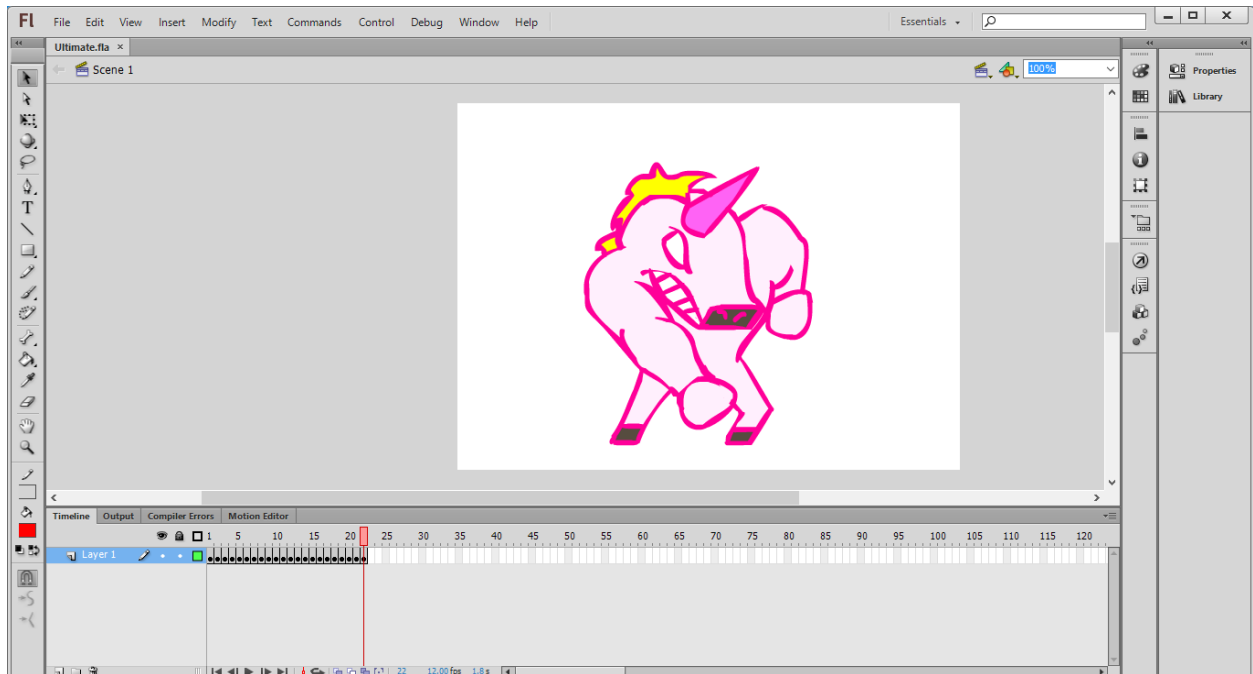 Fl File Edit View Insert Modify Text Commands Control Debug Window Help Essentials
Ultimate.fla ×
Scene 1 100%
Properties
Library
T
Timeline Output Compiler Errors Motion Editor
1 5 10 15 20 25 30 35 40 45 50 55 60 65 70 75 80 85 90 95 100 105 110 115 120
Layer 1
22 12.00 fps 1.8 s